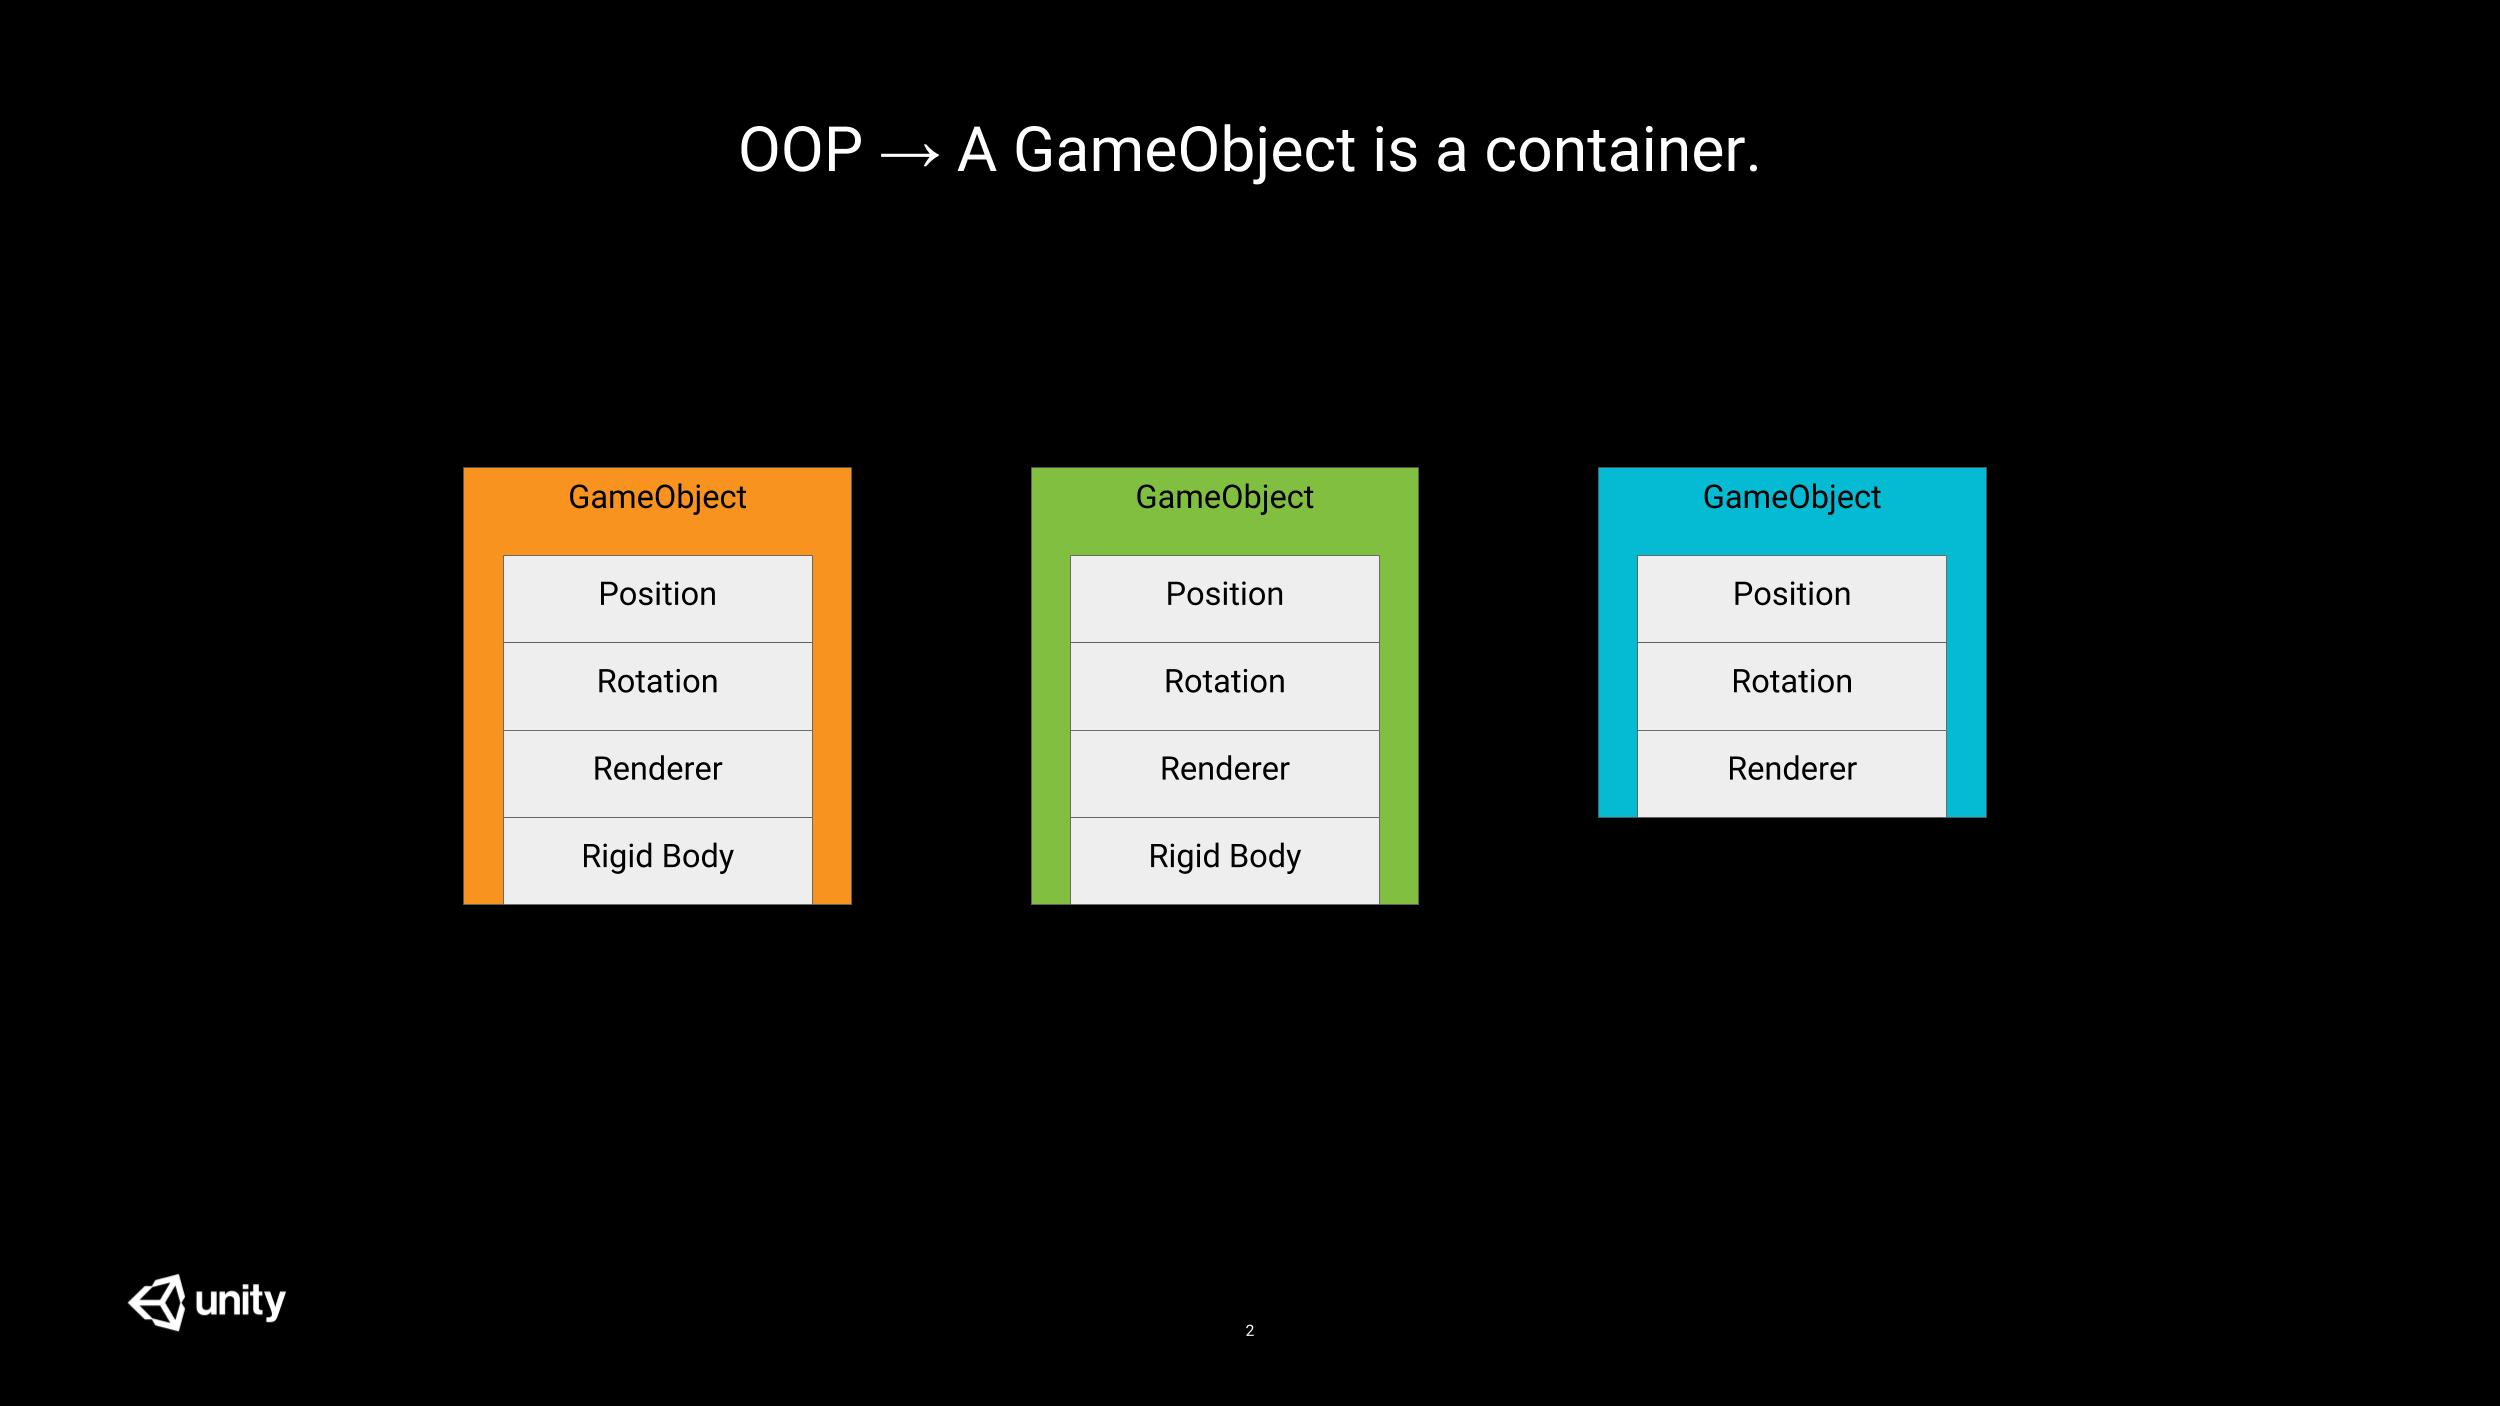 OOP → A GameObject is a container.
GameObject
Position
Rotation
Renderer
Rigid Body
GameObject
Position
Rotation
Renderer
Rigid Body
GameObject
Position
Rotation
Renderer
unity
2